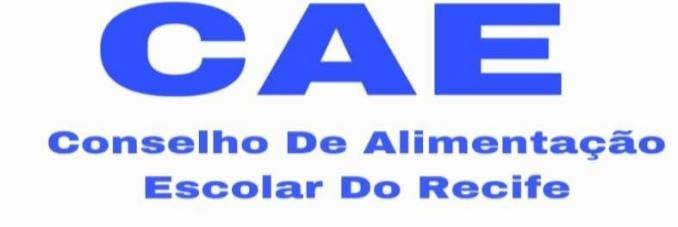 CAE
Conselho De Alimentação
Escolar Do Recife